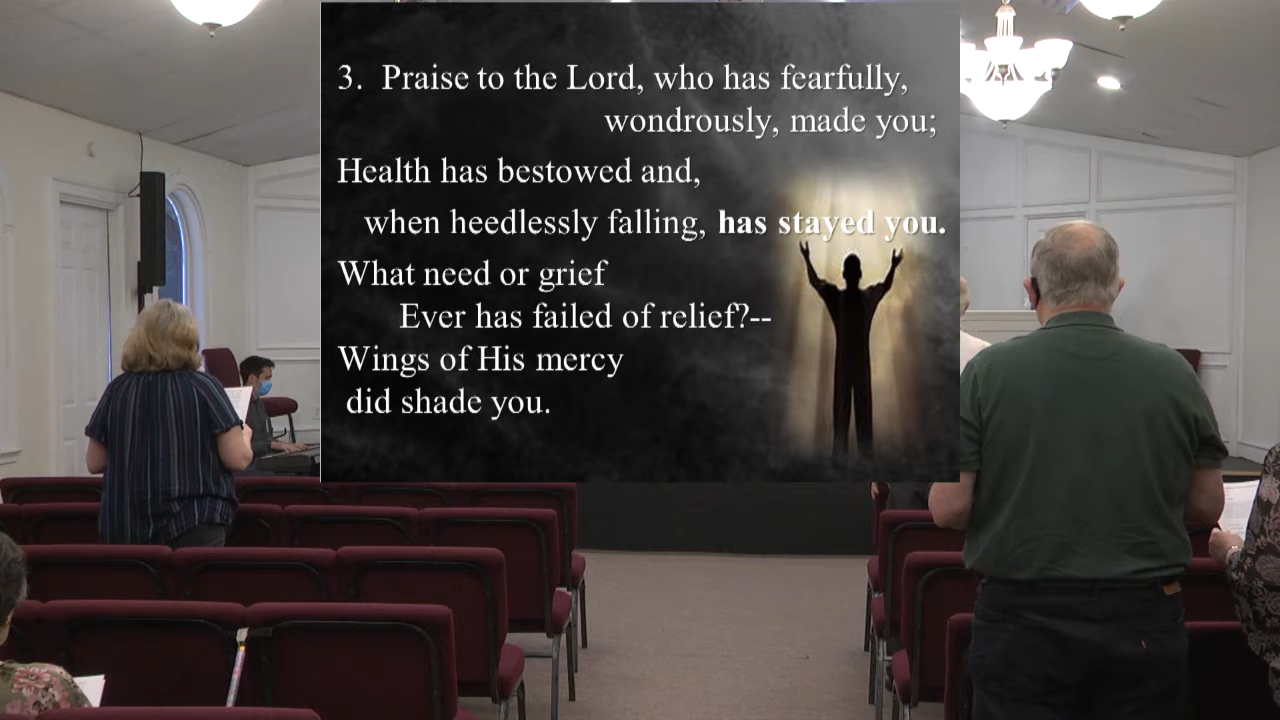 3. Praise to the Lord, who has fearfully,
wondrously, made you;
Health has bestowed and,
when heedlessly falling, has stayed you.
What need or grief
Ever has failed of relief?--
Wings of His mercy
did shade you.